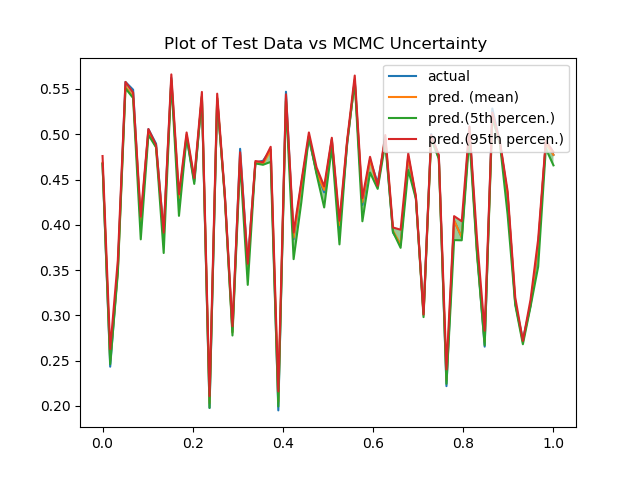 Plot of Test Data vs MCMC Uncertainty
actual
pred. (mean)
pred.(5th percen.)
pred.(95th percen.)
0.55
0.50
0.45
0.40
0.35
0.30
0.25
0.20
0.0 0.2 0.4 0.6 0.8 1.0